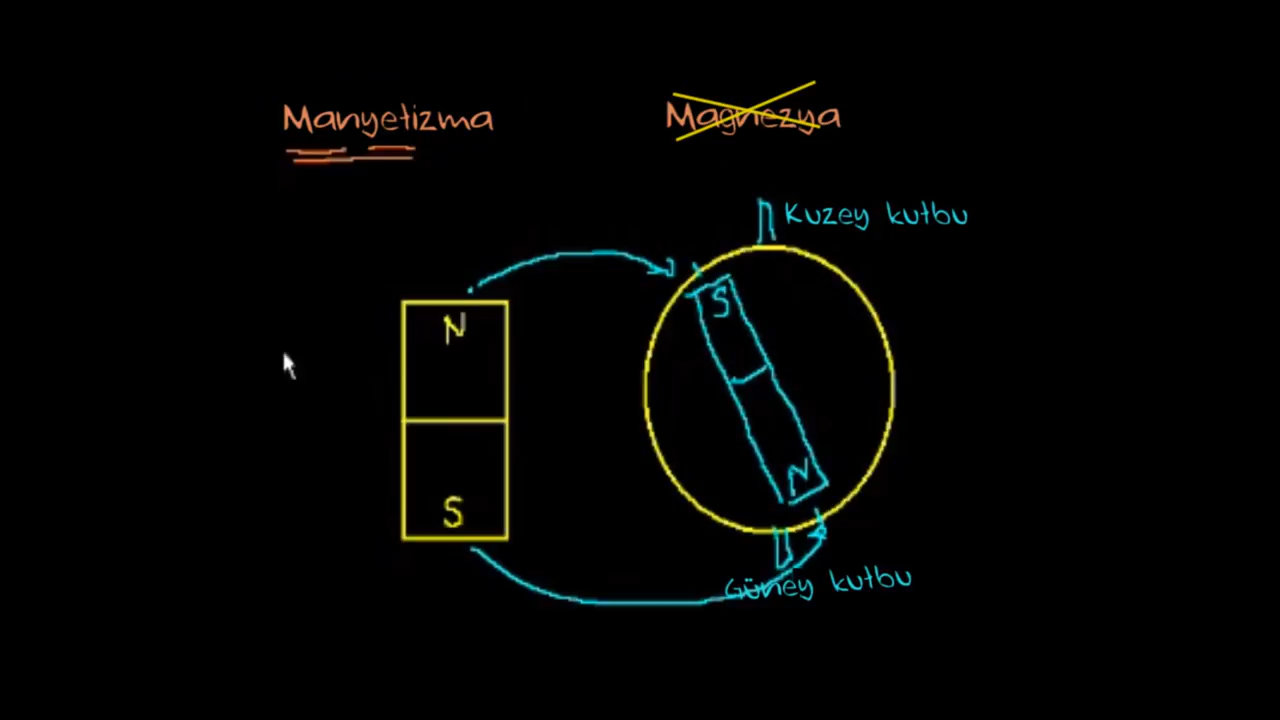 Manyetizma
Magnezya
Kuzey kutbu
N
S
S
N
Güney kutbu